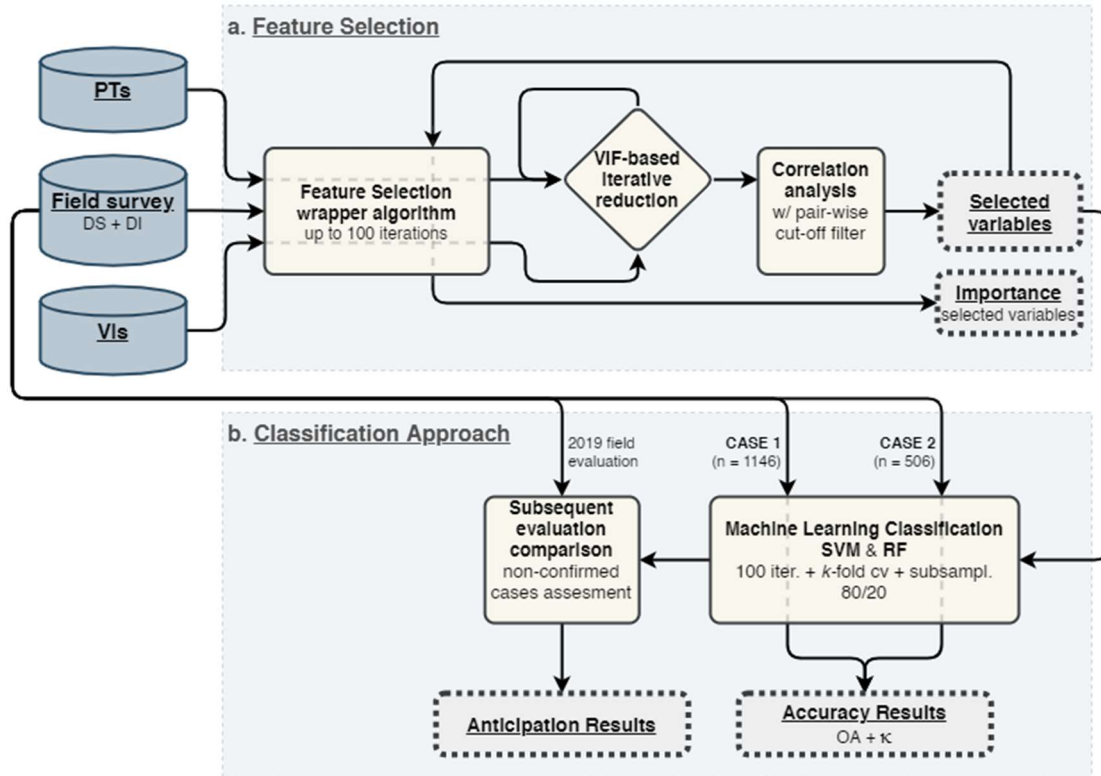 a. Feature Selection
PTs
Field survey
DS + DI
VIs
Feature Selection
wrapper algorithm
up to 100 iterations
VIF-based
iterative
reduction
Correlation
analysis
w/ pair-wise
cut-off filter
Selected
variables
Importance
selected variables
b. Classification Approach
2019 field
evaluation
CASE 1
(n = 1146)
CASE 2
(n = 506)
Subsequent
evaluation
comparison
non-confirmed
cases assesment
Machine Learning Classification
SVM & RF
100 iter. + k-fold cv + subsampl.
80/20
Anticipation Results
Accuracy Results
OA + κ